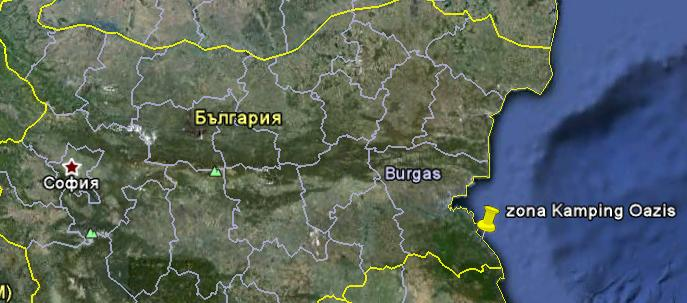 България
Burgas
София
zona Kamping Oazis
M)